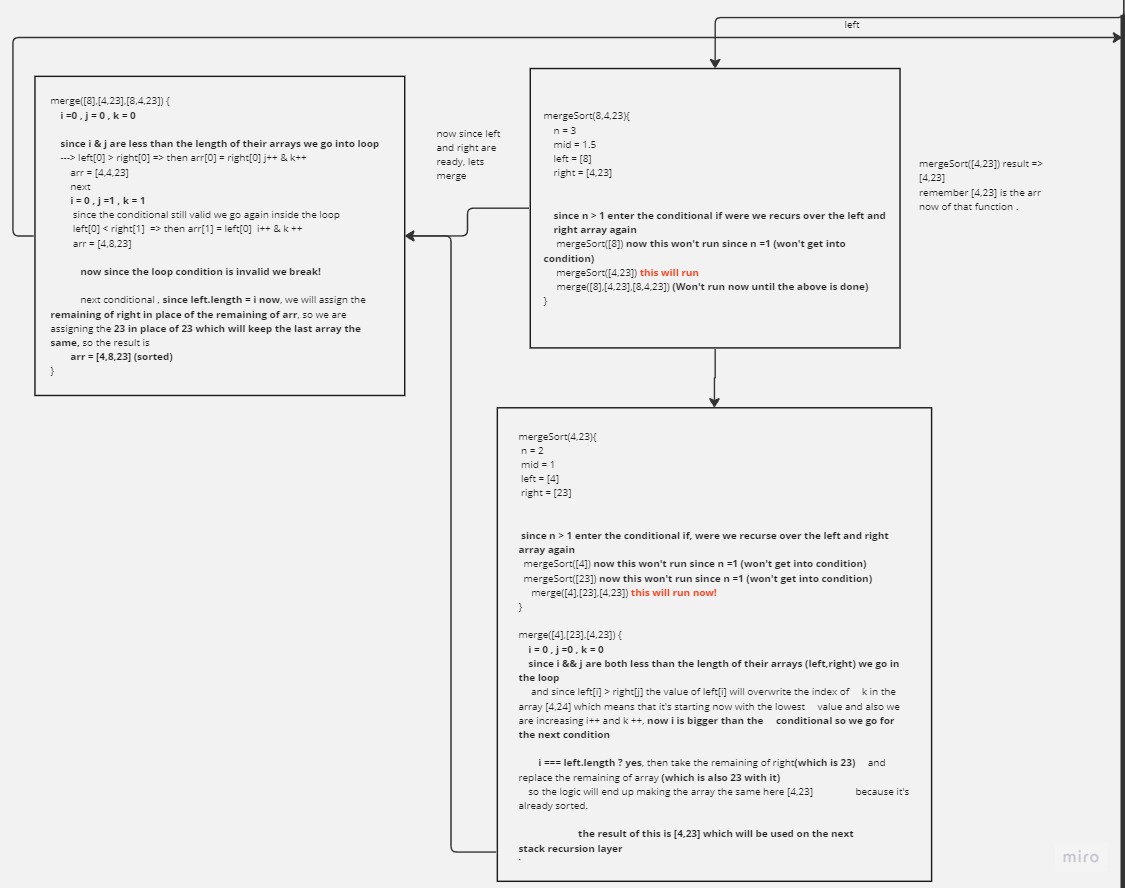 left
merge([8],[4,23],[8,4,23]) {
i =0 , j = 0 , k = 0
since i & j are less than the length of their arrays we go into loop
---> left[0] > right[0] => then arr[0] = right[0] j++ & k++
arr = [4,4,23]
next
i = 0 , j =1 , k = 1
since the conditional still valid we go again inside the loop
left[0] < right[1] => then arr[1] = left[0] i++ & k ++
arr = [4,8,23]
now since the loop condition is invalid we break!
next conditional , since left.length = i now, we will assign the
remaining of right in place of the remaining of arr, so we are
assigning the 23 in place of 23 which will keep the last array the
same, so the result is
arr = [4,8,23] (sorted)
}
now since left
and right are
ready, lets
merge
mergeSort(8,4,23){
n = 3
mid = 1.5
left = [8]
right = [4,23]
since n > 1 enter the conditional if were we recurs over the left and
right array again
mergeSort([8]) now this won't run since n =1 (won't get into
condition)
mergeSort([4,23]) this will run
merge([8],[4,23],[8,4,23]) (Won't run now until the above is done)
}
mergeSort([4,23]) result =>
[4,23]
remember [4,23] is the arr
now of that function .
mergeSort(4,23){
n = 2
mid = 1
left = [4]
right = [23]
since n > 1 enter the conditional if, were we recurse over the left and right
array again
mergeSort([4]) now this won't run since n =1 (won't get into condition)
mergeSort([23]) now this won't run since n =1 (won't get into condition)
merge([4],[23],[4,23]) this will run now!
}
merge([4],[23],[4,23]) {
i = 0 , j =0 , k = 0
since i && j are both less than the length of their arrays (left,right) we go in
the loop
and since left[i] > right[j] the value of left[i] will overwrite the index of k in the
array [4,24] which means that it's starting now with the lowest value and also we
are increasing i++ and k ++, now i is bigger than the conditional so we go for
the next condition
i === left.length ? yes, then take the remaining of right(which is 23) and
replace the remaining of array (which is also 23 with it)
so the logic will end up making the array the same here [4,23] because it's
already sorted.
the result of this is [4,23] which will be used on the next
stack recursion layer
`
miro